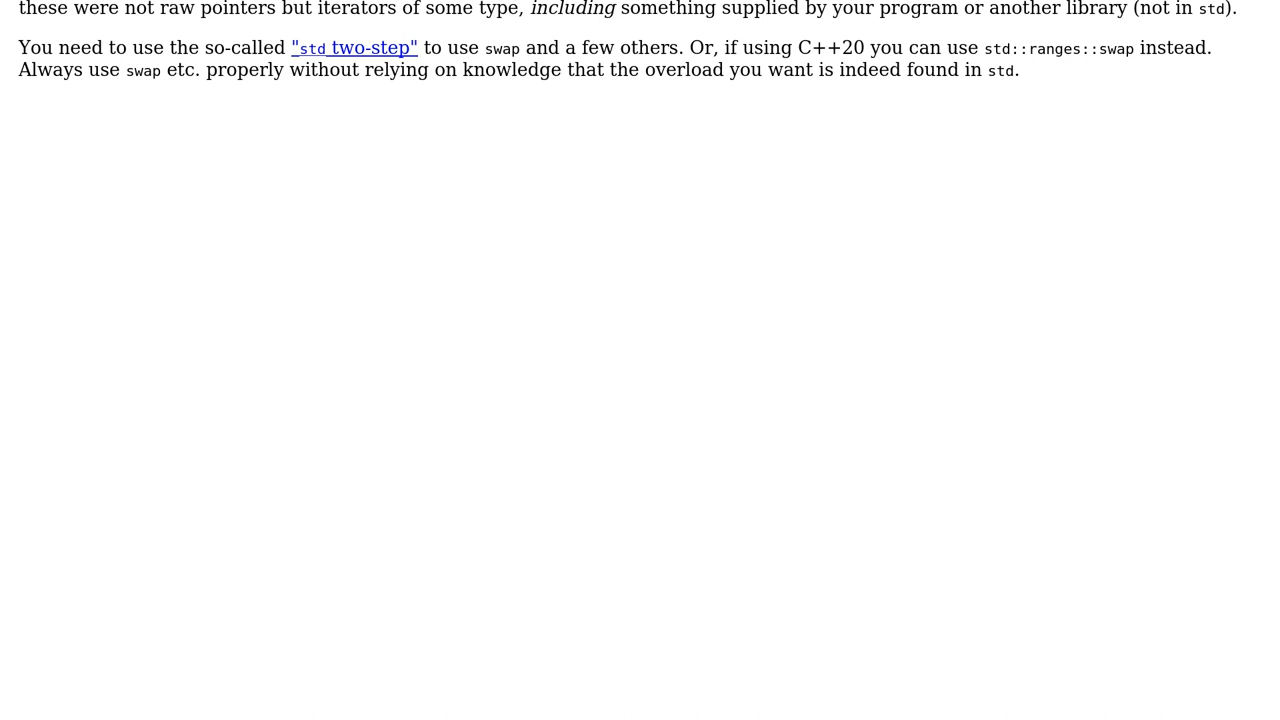 these were not raw pointers but iterators of some type, including something supplied by your program or another library (not in std).
You need to use the so-called "std two-step" to use swap and a few others. Or, if using C++20 you can use std::ranges::swap instead.
Always use swap etc. properly without relying on knowledge that the overload you want is indeed found in std.